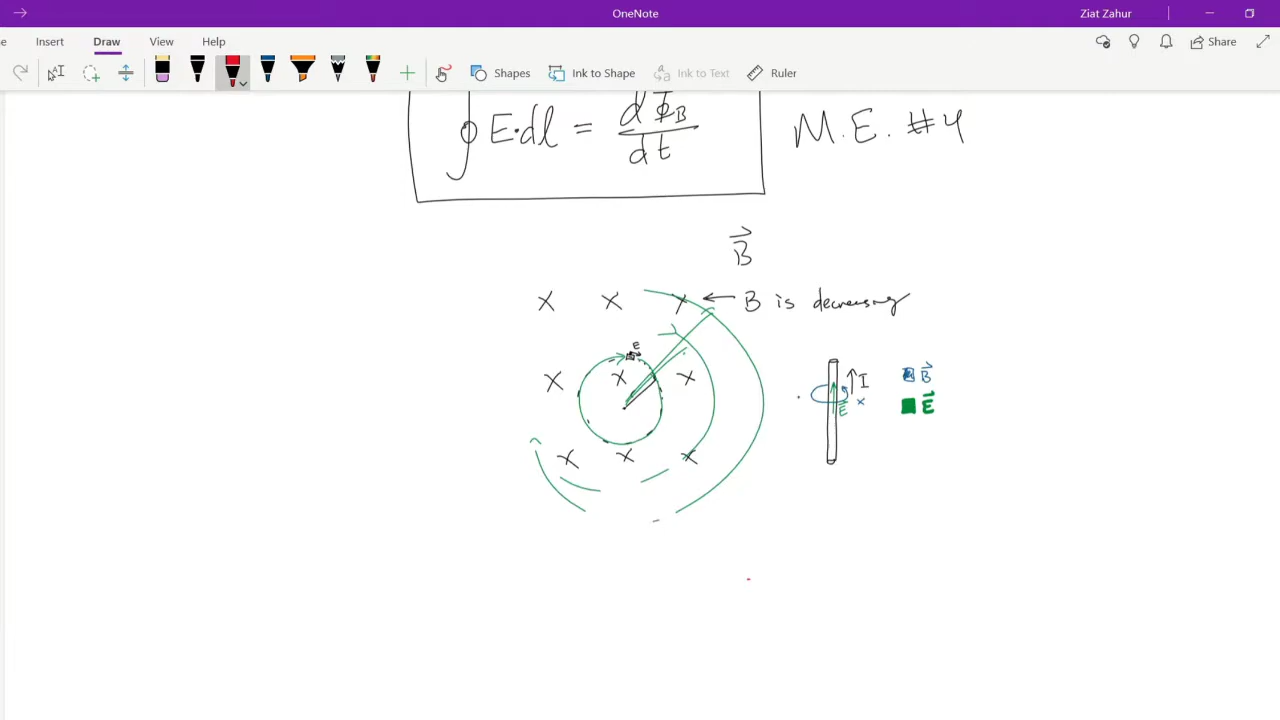 OneNote
Ziat Zahur
Insert Draw View Help
Share
Shapes
Ink to Shape
Ink to Text
Ruler
∮ E·dl = dΦ_B / dt
M.E. #4
B⃗
X X X ← B is decreasing
E
X X X
I
B⃗
x
E⃗
E⃗
X X X